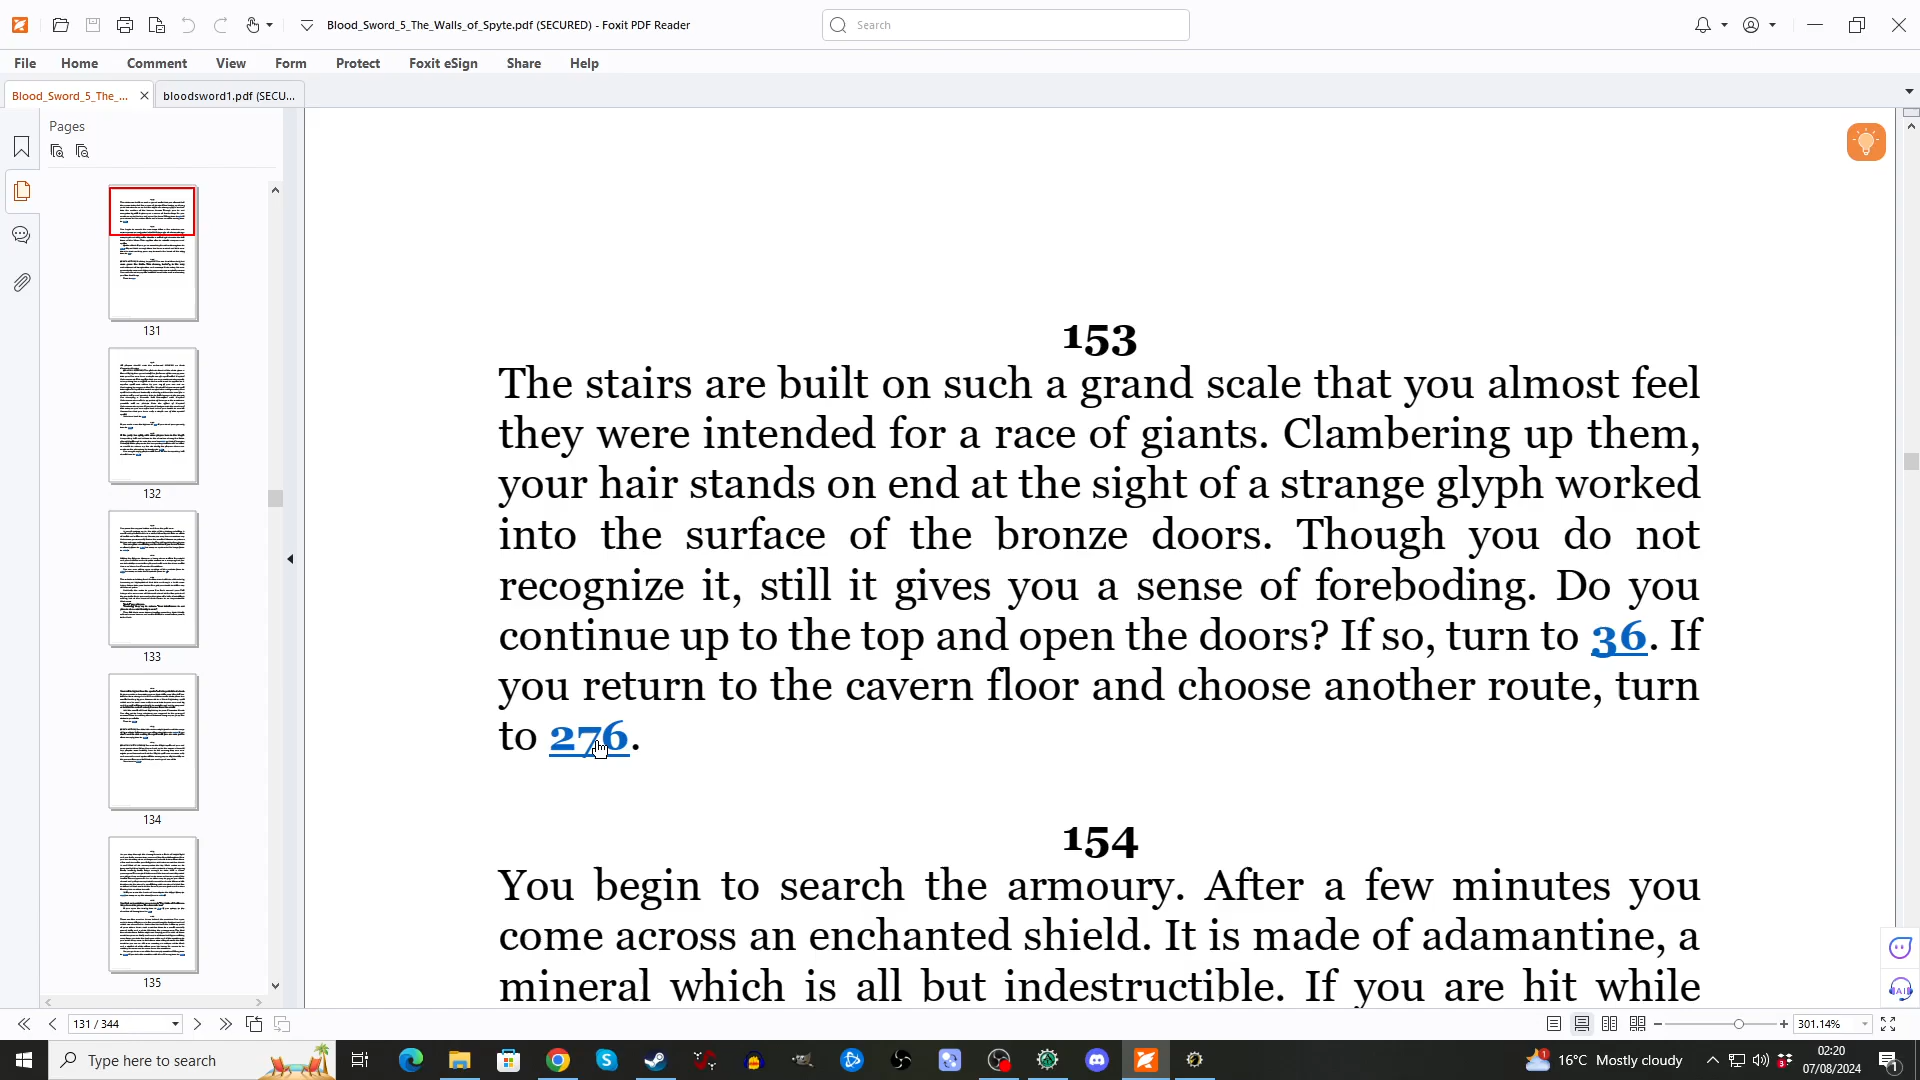 Blood_Sword_5_The_Walls_of_Spyte.pdf (SECURED) - Foxit PDF Reader
Search
File Home Comment View Form Protect Foxit eSign Share Help
Blood_Sword_5_The_...
bloodsword1.pdf (SECU...
Pages
131
132
133
134
135
153
The stairs are built on such a grand scale that you almost feel
they were intended for a race of giants. Clambering up them,
your hair stands on end at the sight of a strange glyph worked
into the surface of the bronze doors. Though you do not
recognize it, still it gives you a sense of foreboding. Do you
continue up to the top and open the doors? If so, turn to 36. If
you return to the cavern floor and choose another route, turn
to 276.
154
You begin to search the armoury. After a few minutes you
come across an enchanted shield. It is made of adamantine, a
mineral which is all but indestructible. If you are hit while
AI
131 / 344
301.14%
Type here to search
1
16°C Mostly cloudy
02:20
07/08/2024
1